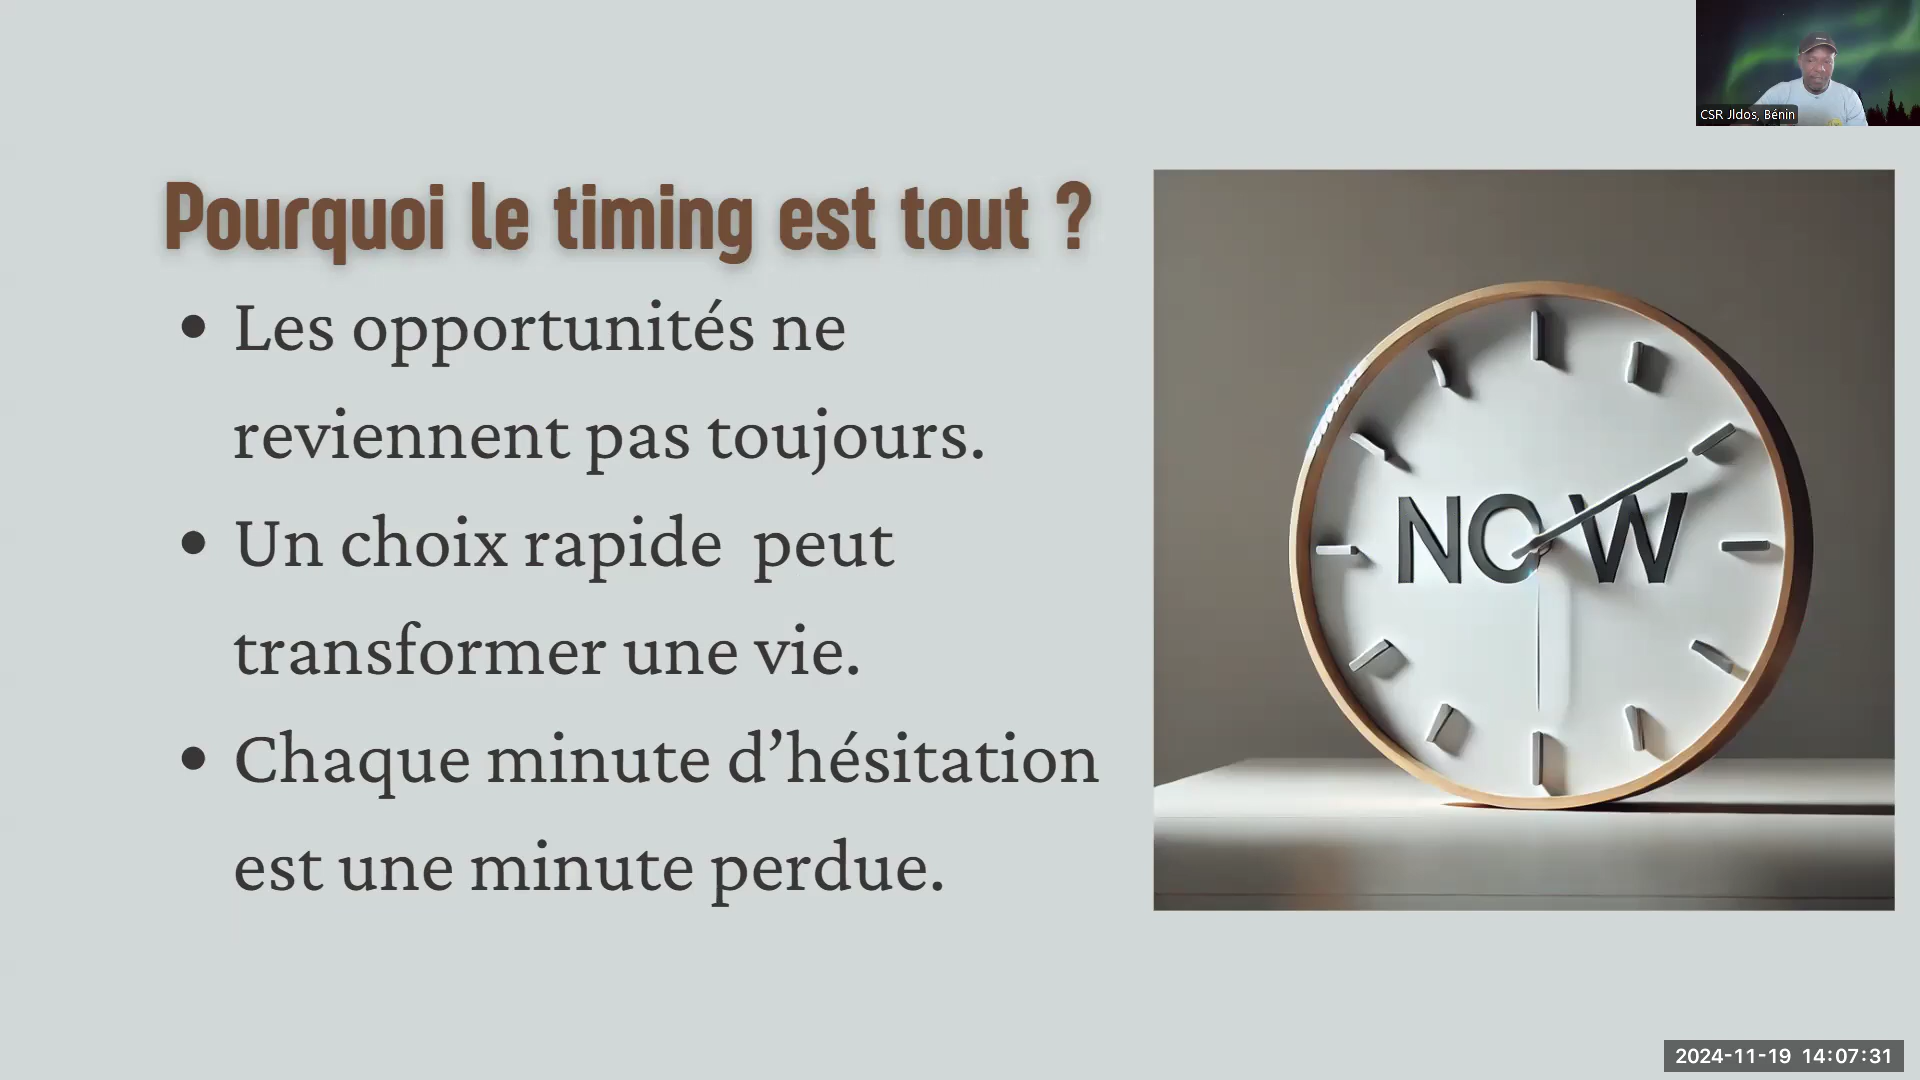 CSR Jldos, Bénin
Pourquoi le timing est tout ?
• Les opportunités ne
reviennent pas toujours.
• Un choix rapide  peut
transformer une vie.
• Chaque minute d’hésitation
est une minute perdue.
NOW
2024-11-19 14:07:31